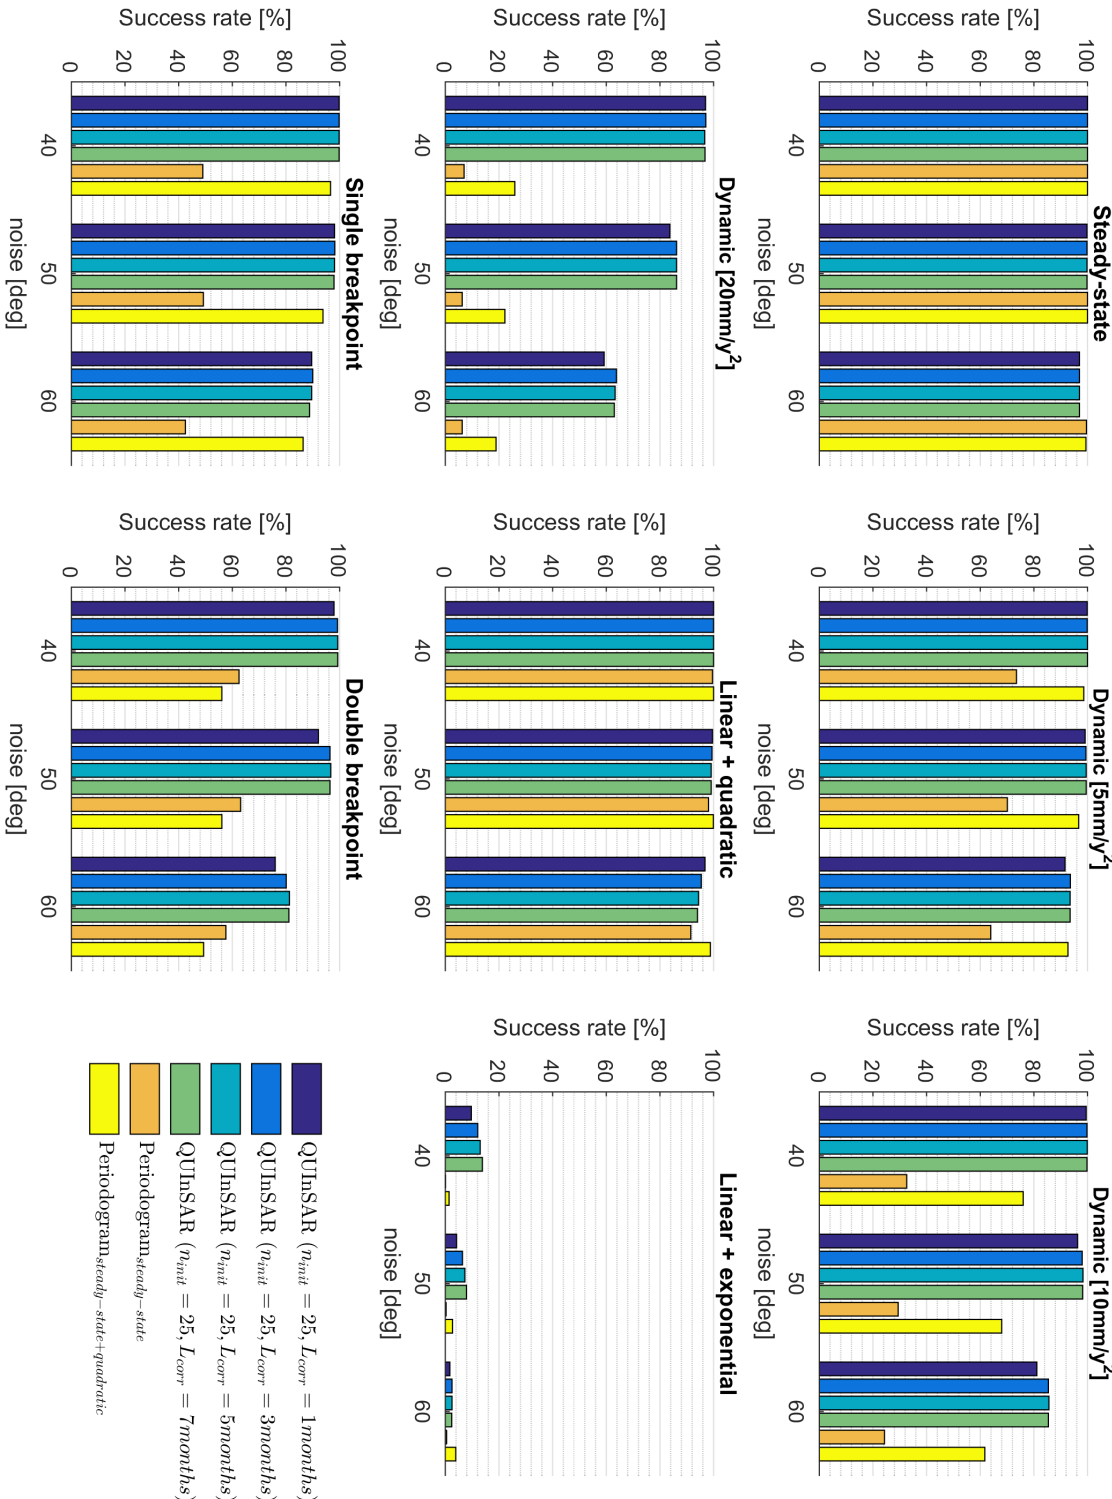 Steady-state
Success rate [%]
0 20 40 60 80 100
40 50 60
noise [deg]
Dynamic [5mm/y²]
Success rate [%]
0 20 40 60 80 100
40 50 60
noise [deg]
Dynamic [10mm/y²]
Success rate [%]
0 20 40 60 80 100
40 50 60
noise [deg]
Dynamic [20mm/y²]
Success rate [%]
0 20 40 60 80 100
40 50 60
noise [deg]
Linear + quadratic
Success rate [%]
0 20 40 60 80 100
40 50 60
noise [deg]
Linear + exponential
Success rate [%]
0 20 40 60 80 100
40 50 60
noise [deg]
Single breakpoint
Success rate [%]
0 20 40 60 80 100
40 50 60
noise [deg]
Double breakpoint
Success rate [%]
0 20 40 60 80 100
40 50 60
noise [deg]
QUInSAR (n_init = 25, L_corr = 1months)
QUInSAR (n_init = 25, L_corr = 3months)
QUInSAR (n_init = 25, L_corr = 5months)
QUInSAR (n_init = 25, L_corr = 7months)
Periodogram_steady−state
Periodogram_steady−state+quadratic